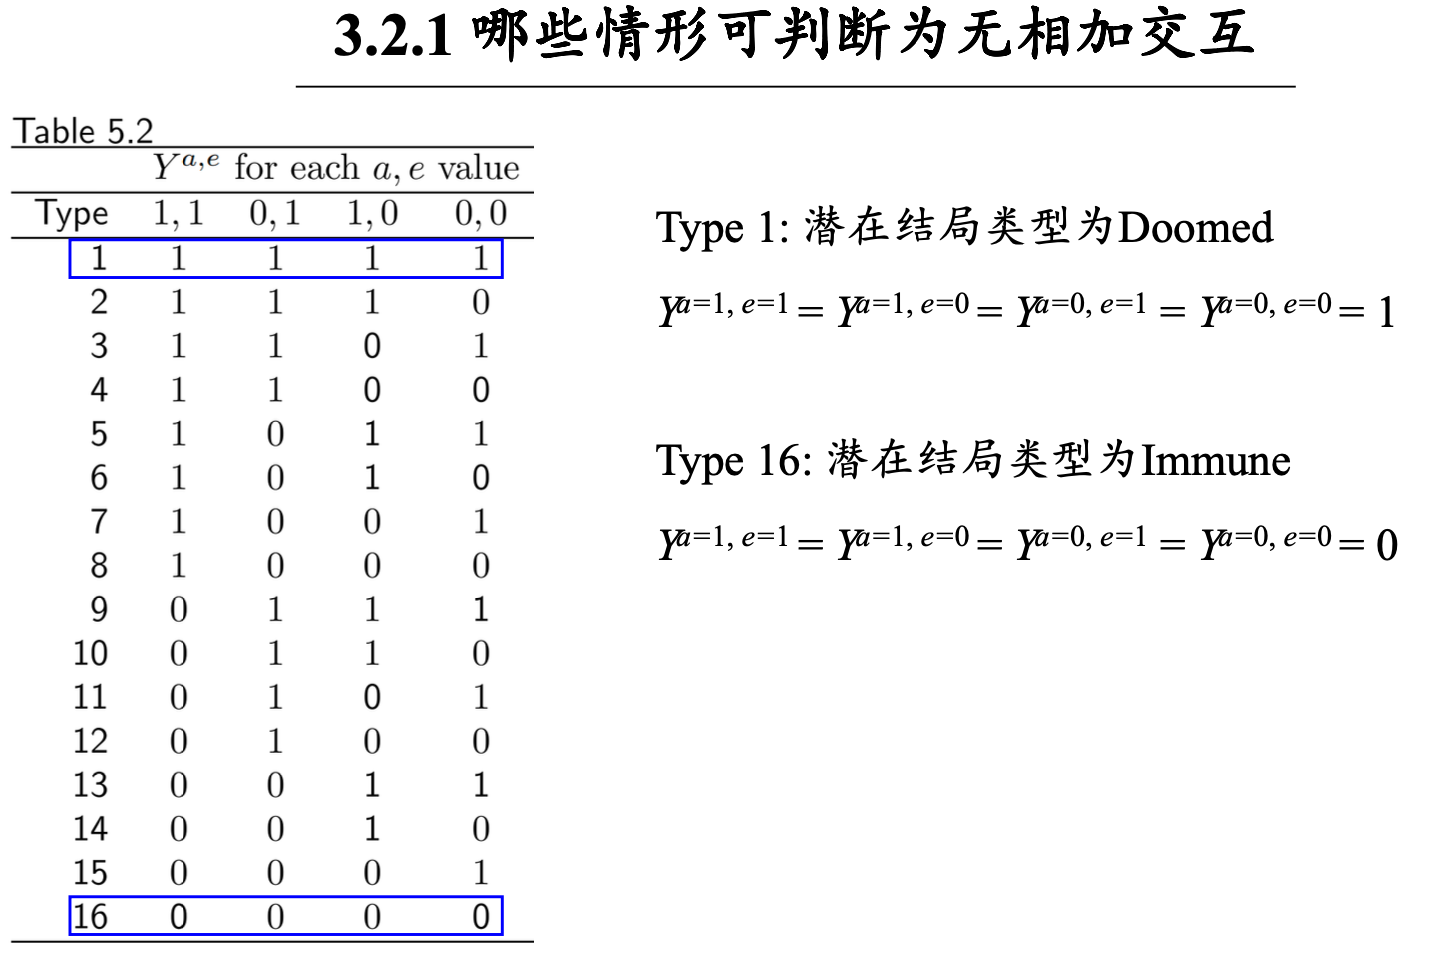 3.2.1 哪些情形可判断为无相加交互
Table 5.2
Y^{a,e} for each a, e value
Type 1, 1 0, 1 1, 0 0, 0
1 1 1 1 1
2 1 1 1 0
3 1 1 0 1
4 1 1 0 0
5 1 0 1 1
6 1 0 1 0
7 1 0 0 1
8 1 0 0 0
9 0 1 1 1
10 0 1 1 0
11 0 1 0 1
12 0 1 0 0
13 0 0 1 1
14 0 0 1 0
15 0 0 0 1
16 0 0 0 0
Type 1: 潜在结局类型为Doomed
Y^{a=1, e=1} = Y^{a=1, e=0} = Y^{a=0, e=1} = Y^{a=0, e=0} = 1
Type 16: 潜在结局类型为Immune
Y^{a=1, e=1} = Y^{a=1, e=0} = Y^{a=0, e=1} = Y^{a=0, e=0} = 0